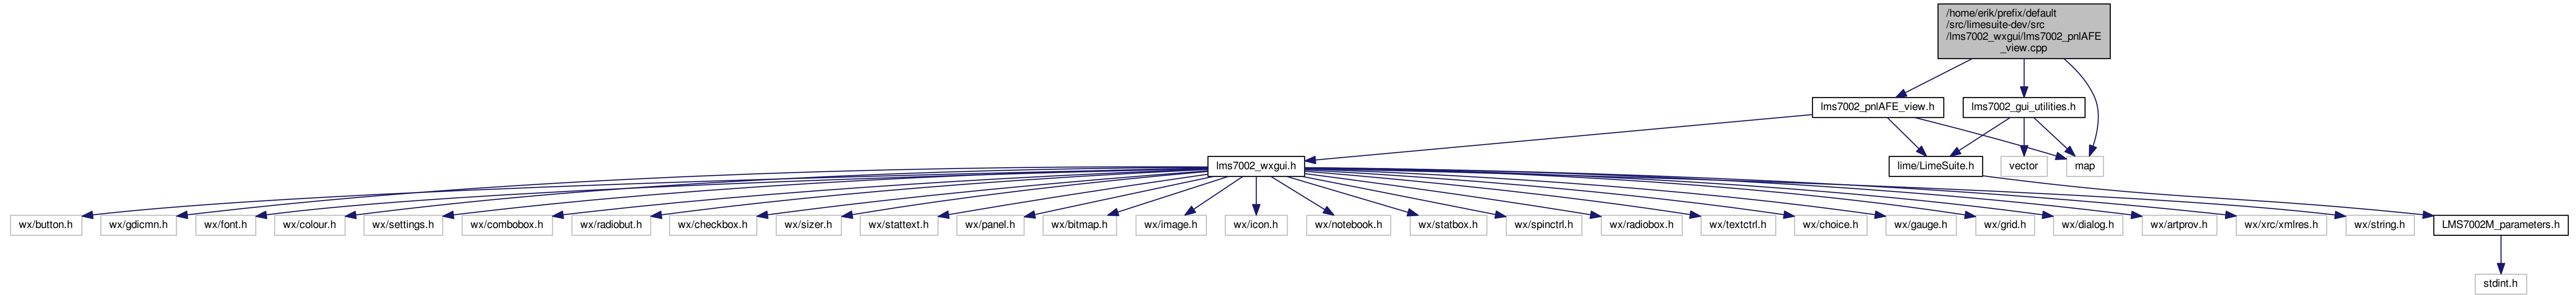 /home/erik/prefix/default
/src/limesuite-dev/src
/lms7002_wxgui/lms7002_pnlAFE
_view.cpp
lms7002_pnlAFE_view.h
lms7002_gui_utilities.h
lms7002_wxgui.h
lime/LimeSuite.h
vector
map
wx/button.h
wx/gdicmn.h
wx/font.h
wx/colour.h
wx/settings.h
wx/combobox.h
wx/radiobut.h
wx/checkbox.h
wx/sizer.h
wx/stattext.h
wx/panel.h
wx/bitmap.h
wx/image.h
wx/icon.h
wx/notebook.h
wx/statbox.h
wx/spinctrl.h
wx/radiobox.h
wx/textctrl.h
wx/choice.h
wx/gauge.h
wx/grid.h
wx/dialog.h
wx/artprov.h
wx/xrc/xmlres.h
wx/string.h
LMS7002M_parameters.h
stdint.h